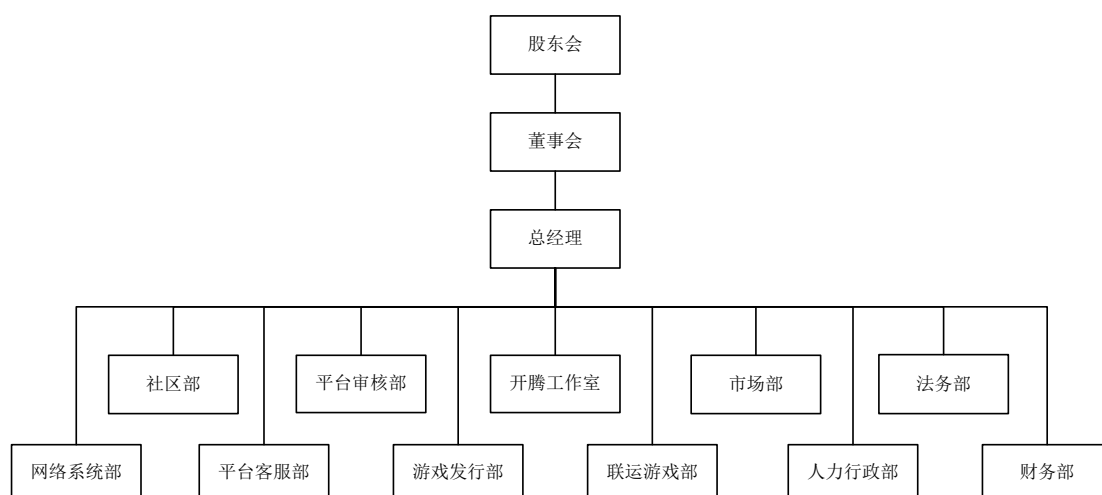 股东会
董事会
总经理
社区部
平台审核部
开腾工作室
市场部
法务部
网络系统部
平台客服部
游戏发行部
联运游戏部
人力行政部
财务部